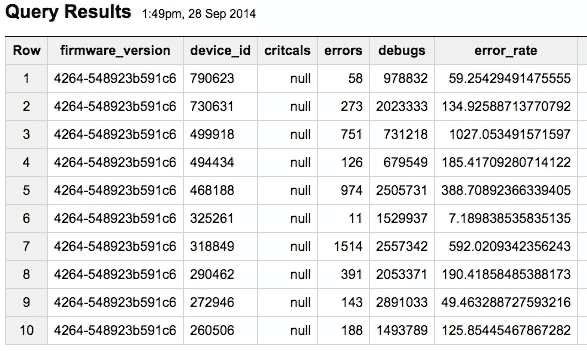 Query Results 1:49pm, 28 Sep 2014
Row firmware_version device_id critcals errors debugs error_rate
1 4264-548923b591c6 790623 null 58 978832 59.25429491475555
2 4264-548923b591c6 730631 null 273 2023333 134.92588713770792
3 4264-548923b591c6 499918 null 751 731218 1027.053491571597
4 4264-548923b591c6 494434 null 126 679549 185.41709280714122
5 4264-548923b591c6 468188 null 974 2505731 388.70892366339405
6 4264-548923b591c6 325261 null 11 1529937 7.189838535835135
7 4264-548923b591c6 318849 null 1514 2557342 592.0209342356243
8 4264-548923b591c6 290462 null 391 2053371 190.41858485388173
9 4264-548923b591c6 272946 null 143 2891033 49.463288727593216
10 4264-548923b591c6 260506 null 188 1493789 125.85445467867282